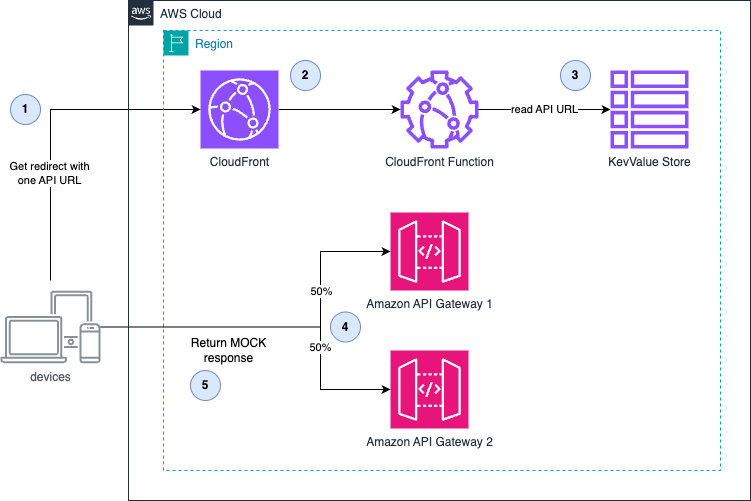 aws
AWS Cloud
Region
1
2
3
read API URL
CloudFront
CloudFront Function
KevValue Store
Get redirect with
one API URL
50%
Amazon API Gateway 1
4
Return MOCK
response
50%
5
devices
Amazon API Gateway 2